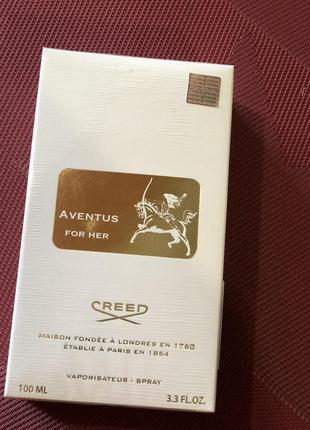 AVENTUS
FOR HER
CREED
MAISON FONDÉE À LONDRES EN 1760
ÉTABLIE À PARIS EN 1854
VAPORISATEUR - SPRAY
100 ML
3.3 FL.OZ.